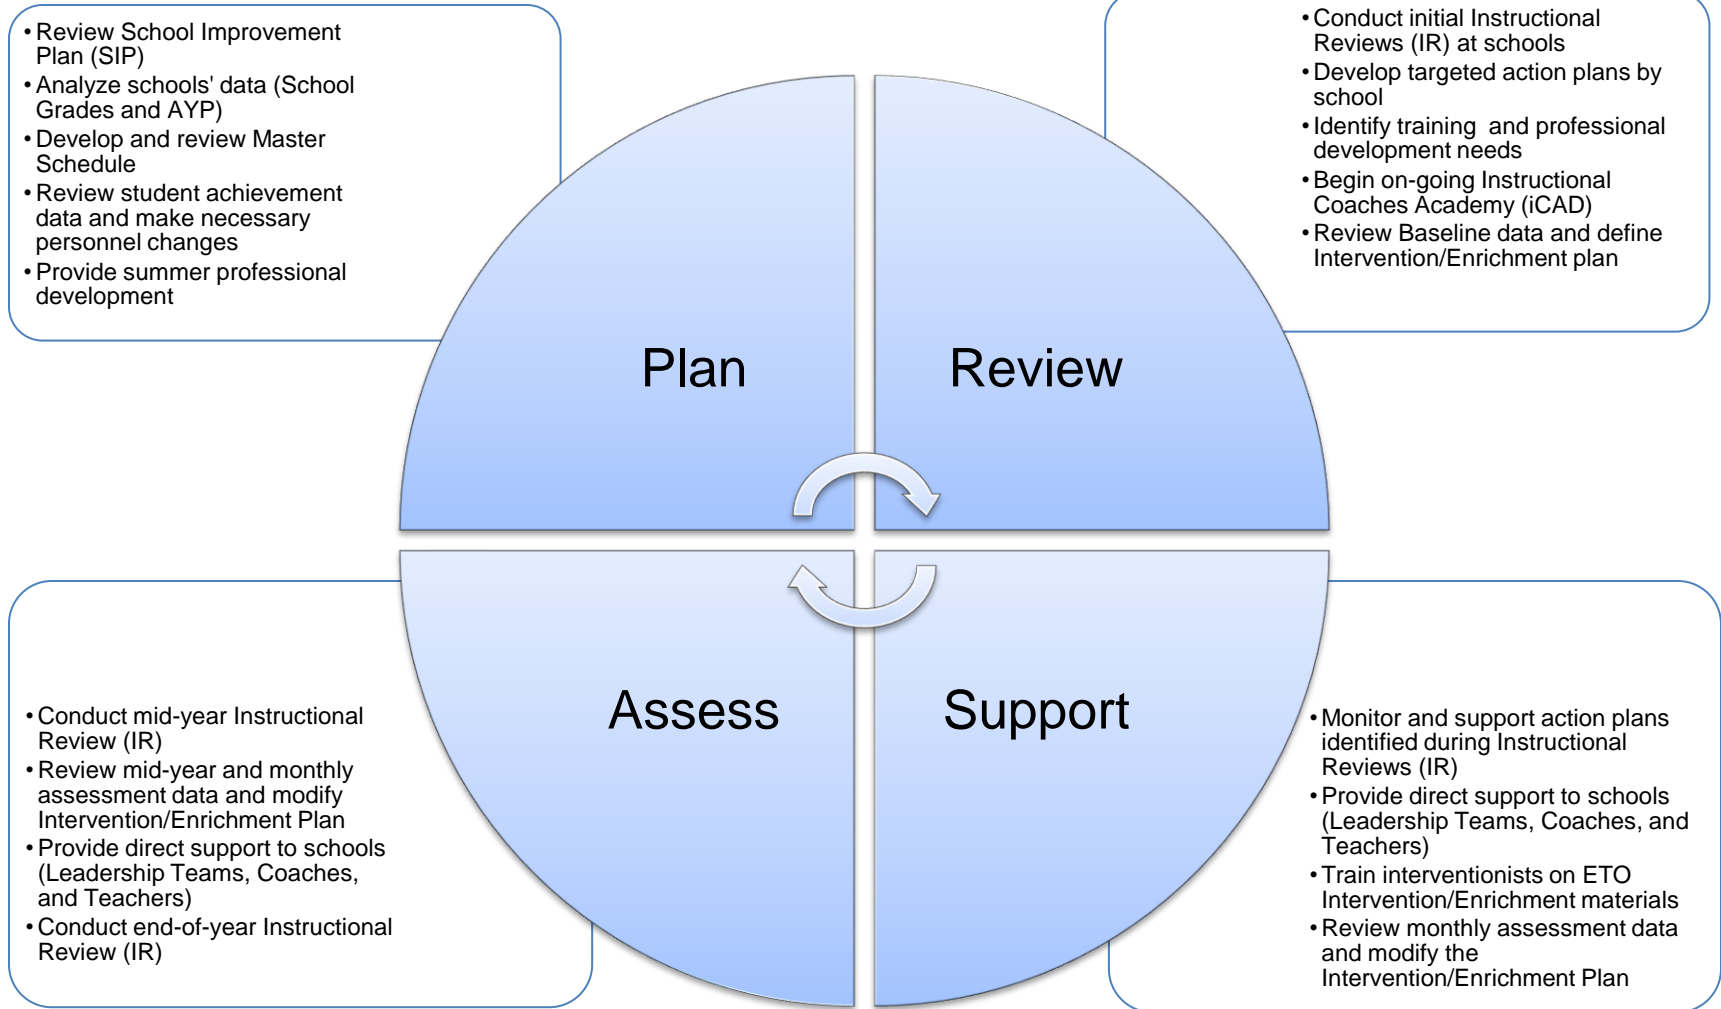 • Review School Improvement
Plan (SIP)
• Analyze schools' data (School
Grades and AYP)
• Develop and review Master
Schedule
• Review student achievement
data and make necessary
personnel changes
• Provide summer professional
development
• Conduct initial Instructional
Reviews (IR) at schools
• Develop targeted action plans by
school
• Identify training  and professional
development needs
• Begin on-going Instructional
Coaches Academy (iCAD)
• Review Baseline data and define
Intervention/Enrichment plan
Plan
Review
Assess
Support
• Conduct mid-year Instructional
Review (IR)
• Review mid-year and monthly
assessment data and modify
Intervention/Enrichment Plan
• Provide direct support to schools
(Leadership Teams, Coaches,
and Teachers)
• Conduct end-of-year Instructional
Review (IR)
• Monitor and support action plans
identified during Instructional
Reviews (IR)
• Provide direct support to schools
(Leadership Teams, Coaches, and
Teachers)
• Train interventionists on ETO
Intervention/Enrichment materials
• Review monthly assessment data
and modify the
Intervention/Enrichment Plan